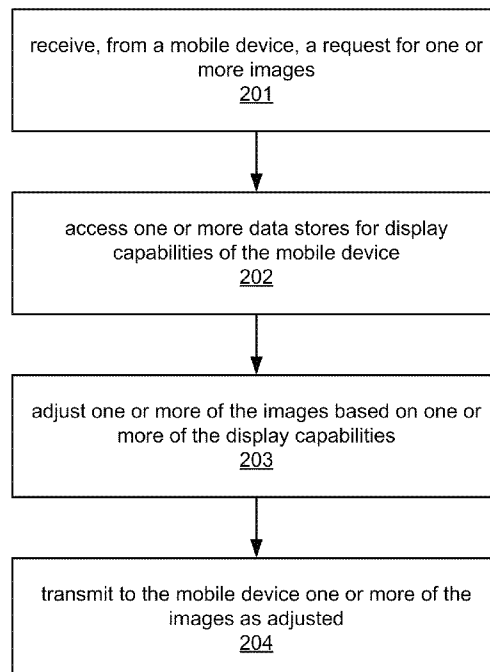 receive, from a mobile device, a request for one or
more images
201
access one or more data stores for display
capabilities of the mobile device
202
adjust one or more of the images based on one or
more of the display capabilities
203
transmit to the mobile device one or more of the
images as adjusted
204